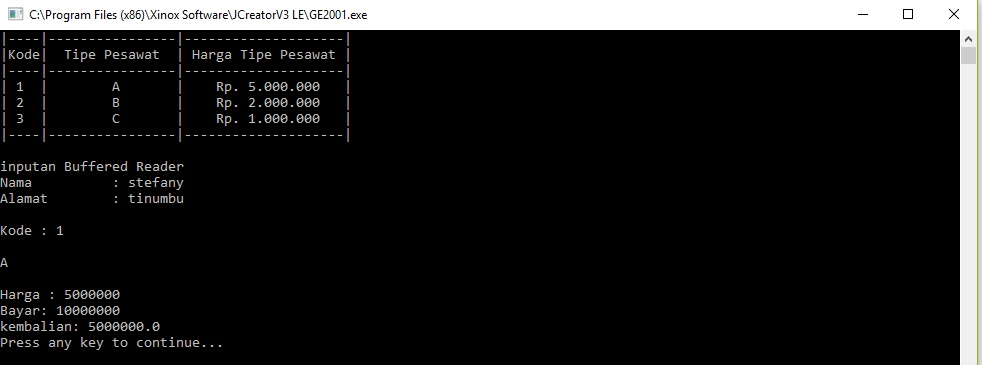 C:\Program Files (x86)\Xinox Software\JCreatorV3 LE\GE2001.exe
|----|----------------|--------------------|
|Kode|  Tipe Pesawat  | Harga Tipe Pesawat |
|----|----------------|--------------------|
| 1  |        A       |    Rp. 5.000.000   |
| 2  |        B       |    Rp. 2.000.000   |
| 3  |        C       |    Rp. 1.000.000   |
|----|----------------|--------------------|
inputan Buffered Reader
Nama          : stefany
Alamat        : tinumbu
Kode : 1
A
Harga : 5000000
Bayar: 10000000
kembalian: 5000000.0
Press any key to continue...